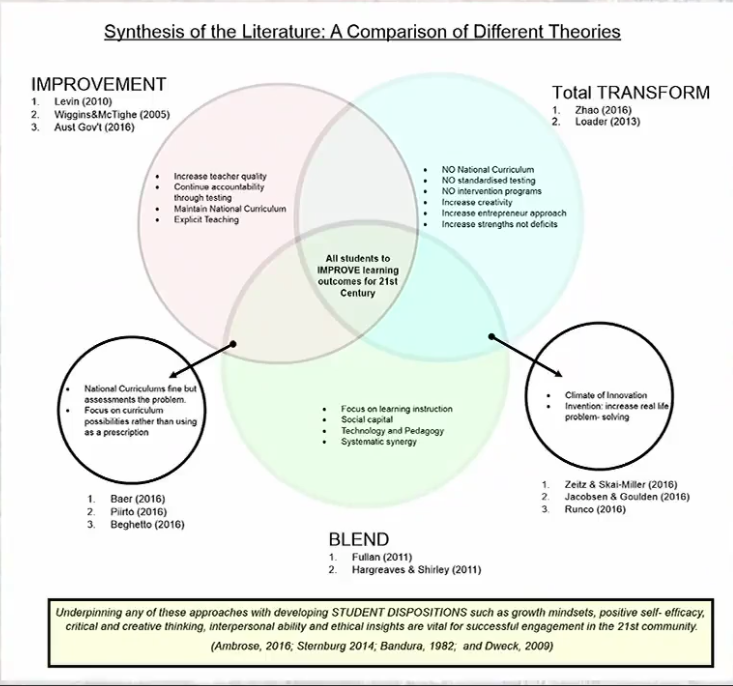 Synthesis of the Literature: A Comparison of Different Theories
IMPROVEMENT
1. Levin (2010)
2. Wiggins&McTighe (2005)
3. Aust Gov't (2016)
Total TRANSFORM
1. Zhao (2016)
2. Loader (2013)
• Increase teacher quality
• Continue accountability
through testing
• Maintain National Curriculum
• Explicit Teaching
• NO National Curriculum
• NO standardised testing
• NO intervention programs
• Increase creativity
• Increase entrepreneur approach
• Increase strengths not deficits
All students to
IMPROVE learning
outcomes for 21st
Century
• National Curriculums fine but
assessments the problem.
• Focus on curriculum
possibilities rather than using
as a prescription
• Focus on learning instruction
• Social capital
• Technology and Pedagogy
• Systematic synergy
• Climate of Innovation
• Invention: increase real life
problem- solving
1. Baer (2016)
2. Piirto (2016)
3. Beghetto (2016)
1. Zeitz & Skai-Miller (2016)
2. Jacobsen & Goulden (2016)
3. Runco (2016)
BLEND
1. Fullan (2011)
2. Hargreaves & Shirley (2011)
Underpinning any of these approaches with developing STUDENT DISPOSITIONS such as growth mindsets, positive self- efficacy,
critical and creative thinking, interpersonal ability and ethical insights are vital for successful engagement in the 21st community.
(Ambrose, 2016; Sternburg 2014; Bandura, 1982; and Dweck, 2009)